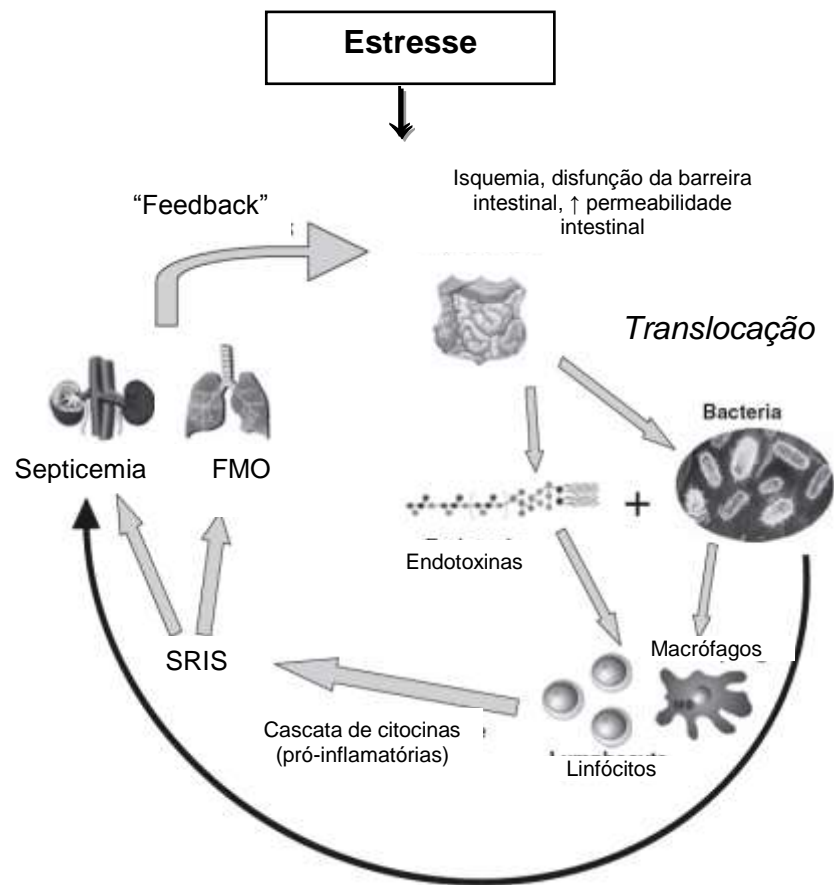 Estresse
Isquemia, disfunção da barreira
intestinal, ↑ permeabilidade
intestinal
“Feedback”
Translocação
Bacteria
Septicemia
FMO
+
Endotoxinas
Macrófagos
SRIS
Cascata de citocinas
(pró-inflamatórias)
Linfócitos